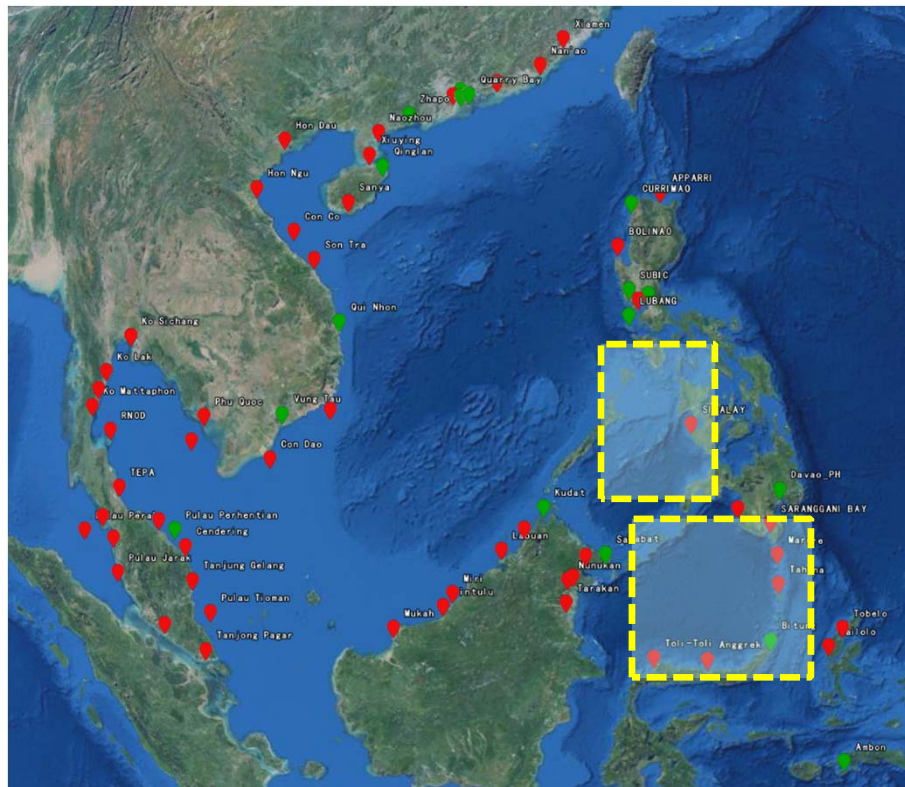 Xiamen
Nan ao
Quarry Bay
Zhapo
Naozhou
Hon Dau
Xiuying
Qinglan
APPARRI
Hon Ngu
Sanya
CURRIMAO
Con Co
BOLINAO
Son Tra
SUBIC
Qui Nhon
LUBANG
Ko Sichang
Ko Lak
Ko Mattaphon
Vung Tau
Phu Quoc
RNOD
Con Dao
TEPA
Davao_PH
Kudat
Pulau Perhentian
SARANGGANI BAY
Cendering
Labuan
Pulau Jarak
Tanjung Gelang
Nunukan
Miri
Tarakan
Pulau Tioman
Mukah
Tobelo
Bitung
Tanjong Pagar
Toli-Toli
Anggrek
Ambon